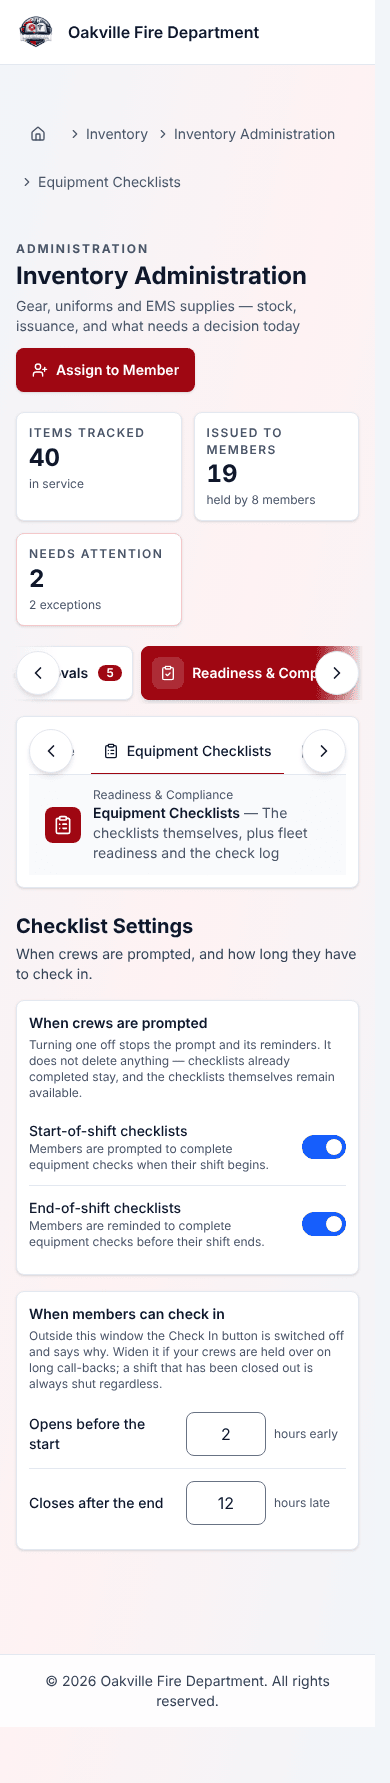 Oakville Fire Department
Inventory
Inventory Administration
Equipment Checklists
ADMINISTRATION
Inventory Administration
Gear, uniforms and EMS supplies — stock,
issuance, and what needs a decision today
Assign to Member
ITEMS TRACKED
40
in service
ISSUED TO
MEMBERS
19
held by 8 members
NEEDS ATTENTION
2
2 exceptions
vals 5
Readiness & Comp
Equipment Checklists
Readiness & Compliance
Equipment Checklists — The
checklists themselves, plus fleet
readiness and the check log
Checklist Settings
When crews are prompted, and how long they have
to check in.
When crews are prompted
Turning one off stops the prompt and its reminders. It
does not delete anything — checklists already
completed stay, and the checklists themselves remain
available.
Start-of-shift checklists
Members are prompted to complete
equipment checks when their shift begins.
End-of-shift checklists
Members are reminded to complete
equipment checks before their shift ends.
When members can check in
Outside this window the Check In button is switched off
and says why. Widen it if your crews are held over on
long call-backs; a shift that has been closed out is
always shut regardless.
Opens before the
start
2
hours early
Closes after the end
12
hours late
© 2026 Oakville Fire Department. All rights
reserved.